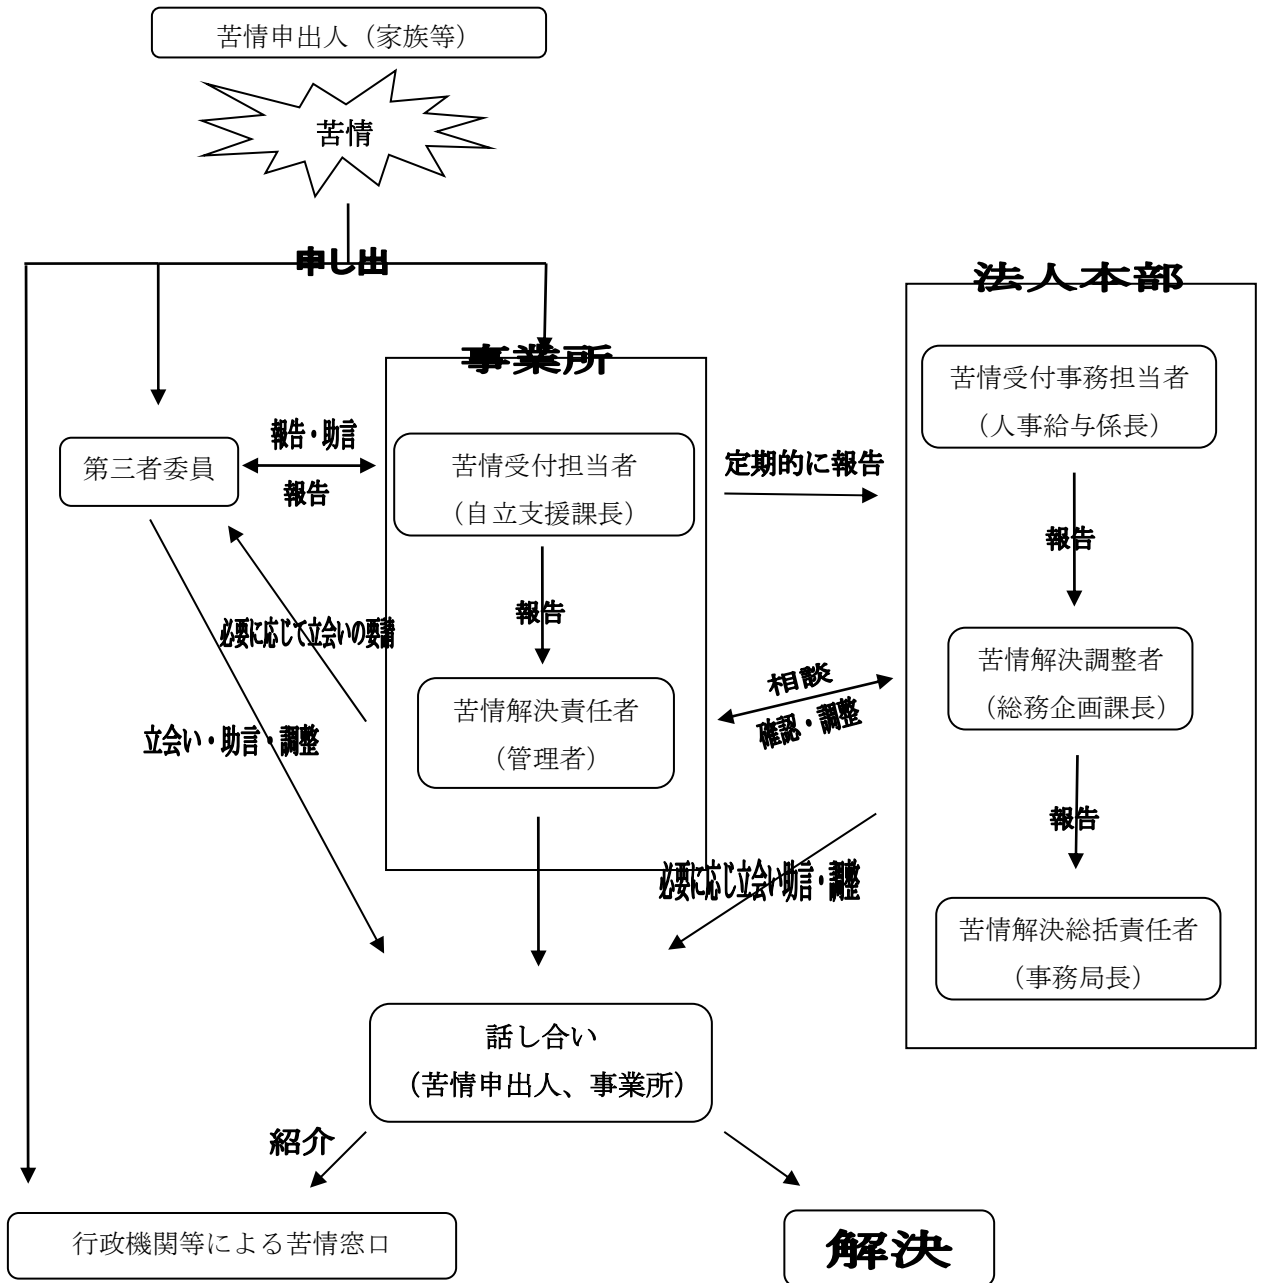 苦情申出人（家族等）
苦情
申し出
法人本部
事業所
苦情受付事務担当者
（人事給与係長）
報告・助言
第三者委員
報告
苦情受付担当者
（自立支援課長）
定期的に報告
報告
報告
必要に応じて立会いの要請
苦情解決調整者
（総務企画課長）
相談
確認・調整
苦情解決責任者
（管理者）
立会い・助言・調整
報告
必要に応じ立会い助言・調整
苦情解決総括責任者
（事務局長）
話し合い
（苦情申出人、事業所）
紹介
行政機関等による苦情窓口
解決